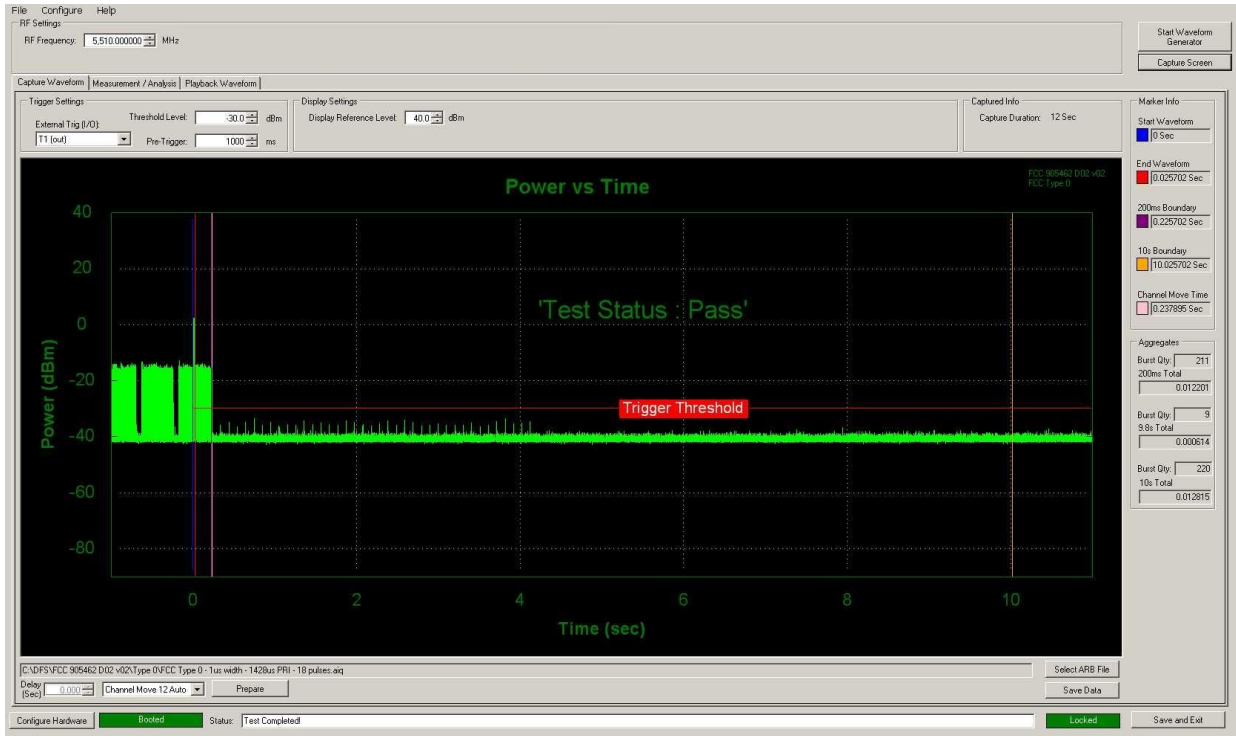 File Configure Help
RF Settings
RF Frequency: 5,510.000000 MHz
Start Waveform Generator
Capture Screen
Capture Waveform Measurement / Analysis Playback Waveform
Trigger Settings
External Trig (I/O):
T1 (out)
Threshold Level: -30.0 dBm
Pre-Trigger: 1000 ms
Display Settings
Display Reference Level: 40.0 dBm
Captured Info
Capture Duration: 12 Sec
Marker Info
Start Waveform
0 Sec
End Waveform
0.025702 Sec
200ms Boundary
0.225702 Sec
10s Boundary
10.025702 Sec
Channel Move Time
0.237895 Sec
Aggregates
Burst Qty: 211
200ms Total
0.012201
Burst Qty: 9
9.8s Total
0.000614
Burst Qty: 220
10s Total
0.012815
Power vs Time
FCC 905462 D02 v02
FCC Type 0
'Test Status : Pass'
Trigger Threshold
Power (dBm)
40
20
0
-20
-40
-60
-80
0 2 4 6 8 10
Time (sec)
C:\DFS\FCC 905462 D02 v02\Type 0\FCC Type 0 - 1us width - 1428us PRI - 18 pulses.aiq
Select ARB File
Delay (Sec) 0.000 Channel Move 12 Auto Prepare
Save Data
Configure Hardware Booted Status: Test Completed! Locked Save and Exit